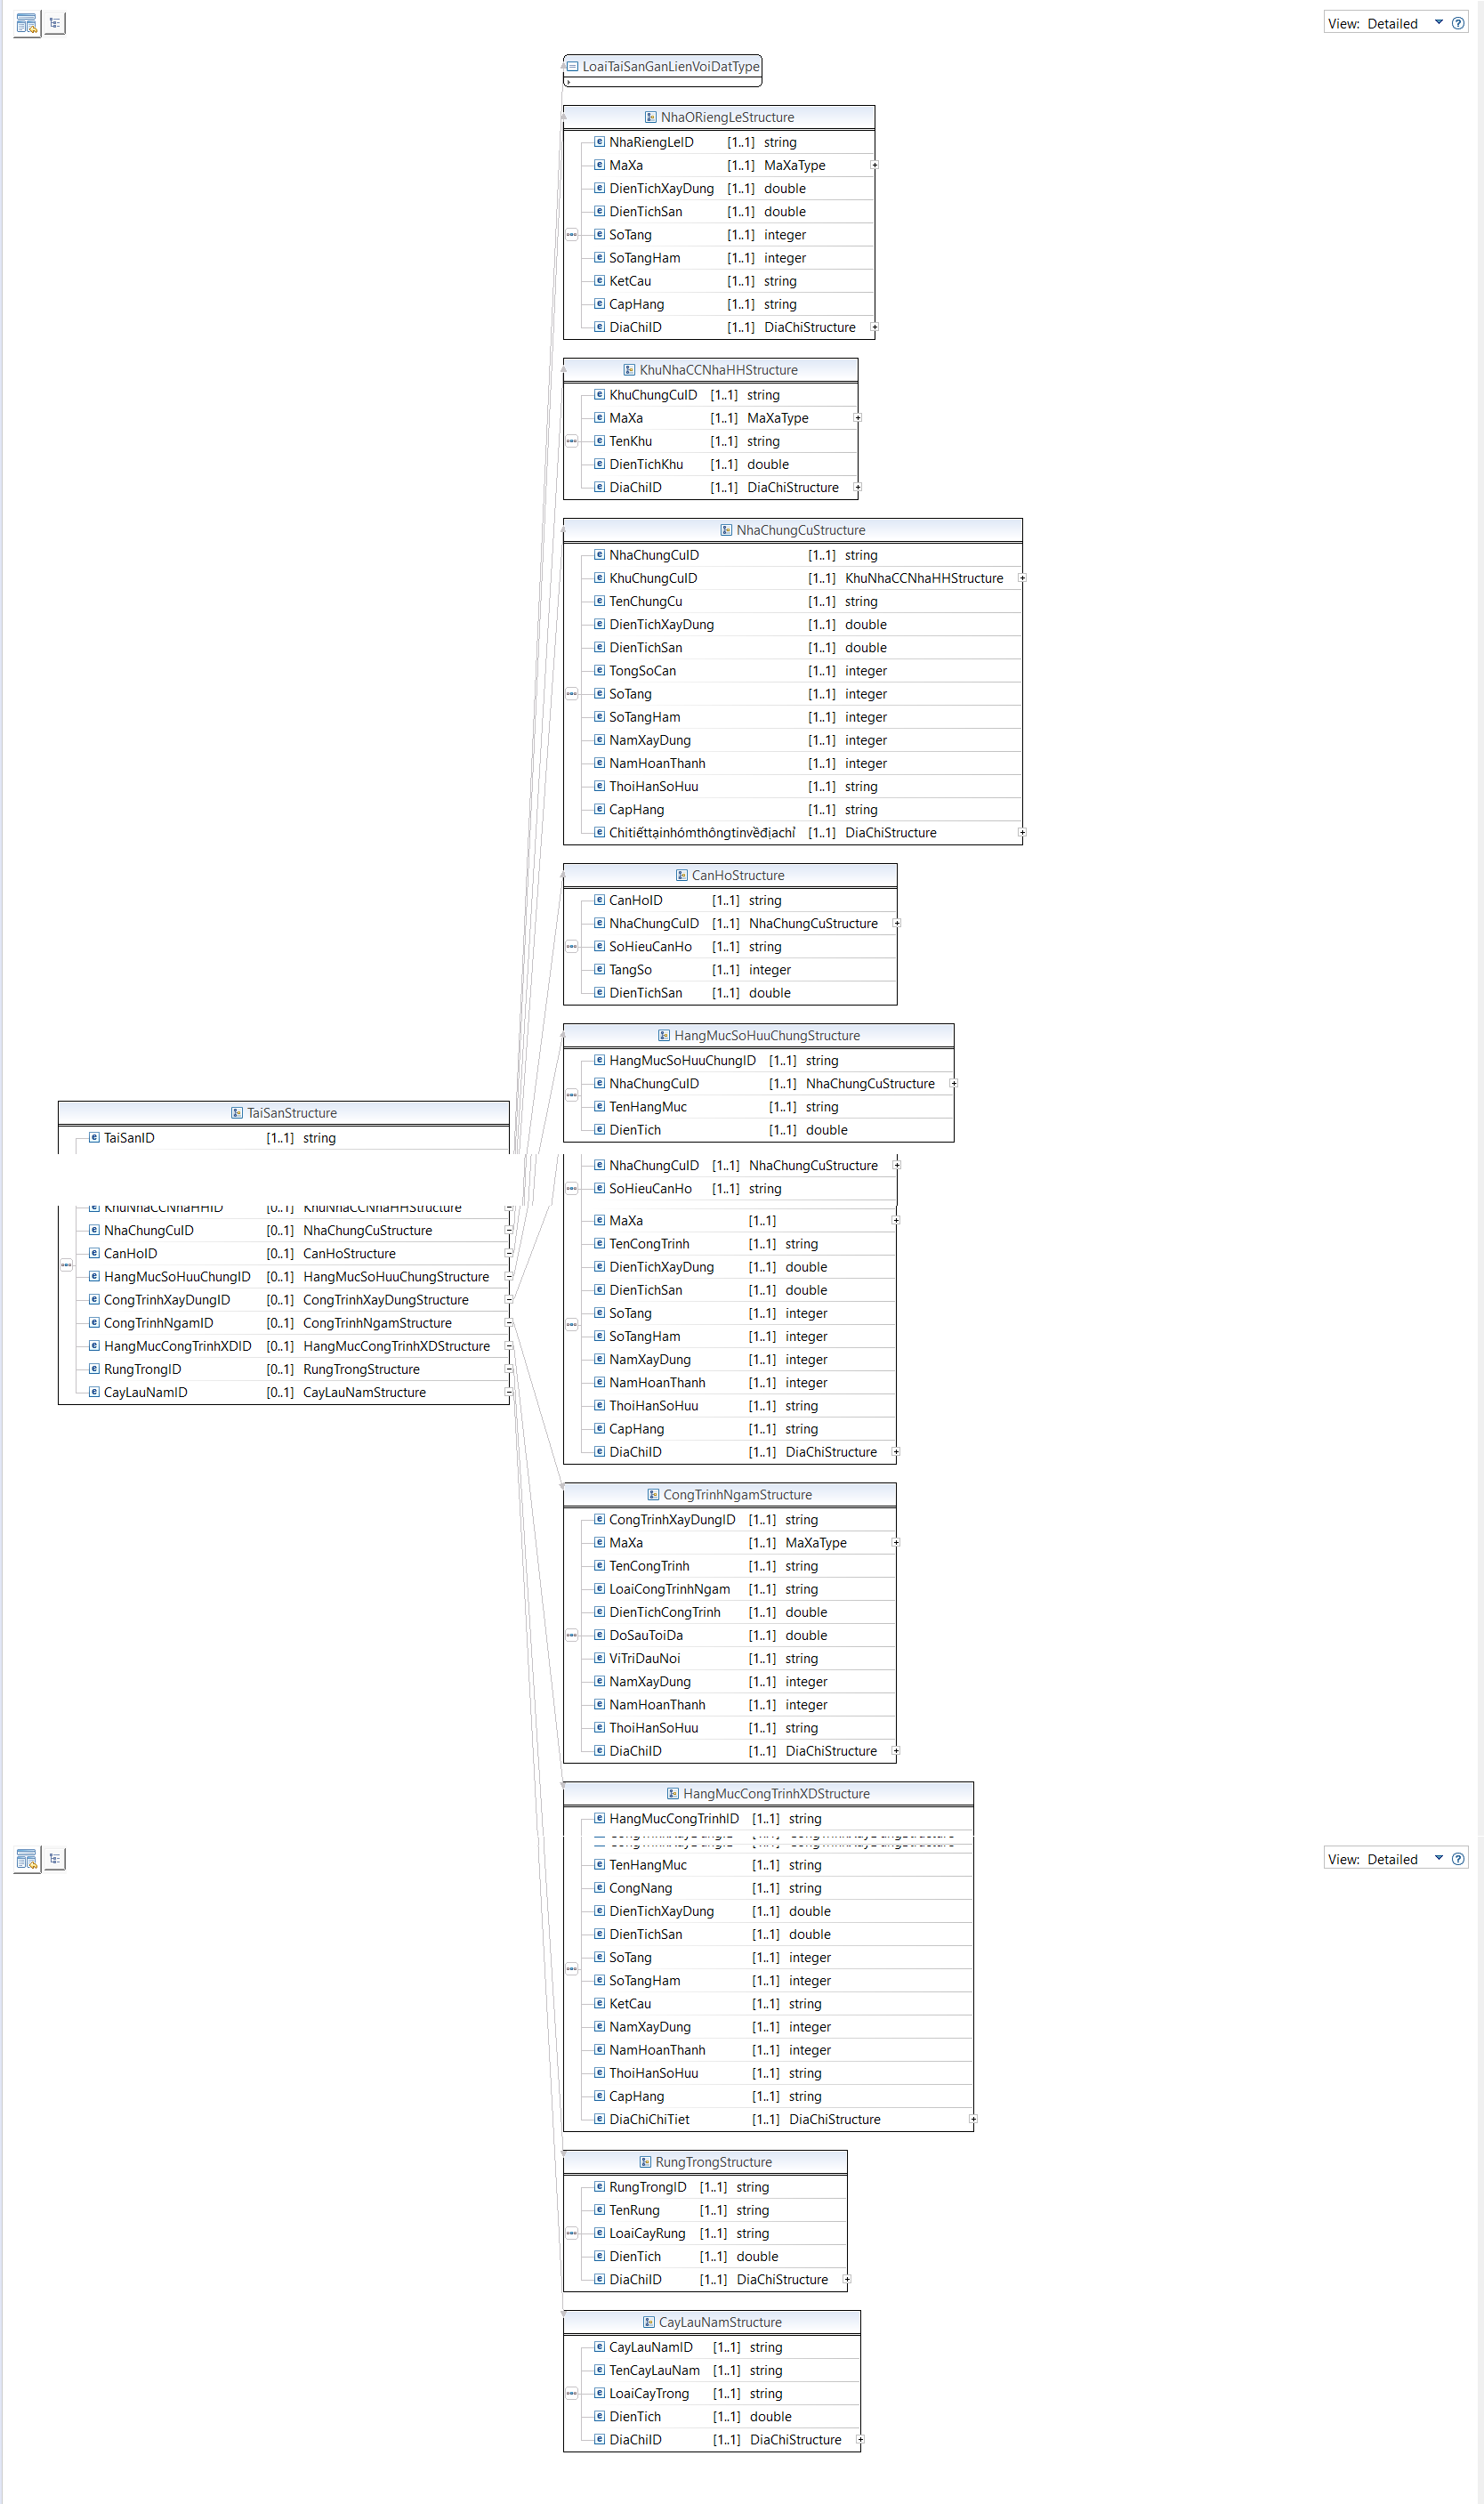 View: Detailed
LoaiTaiSanGanLienVoiDatType
NhaORiengLeStructure
NhaRiengLeID [1..1] string
MaXa [1..1] MaXaType
DienTichXayDung [1..1] double
DienTichSan [1..1] double
SoTang [1..1] integer
SoTangHam [1..1] integer
KetCau [1..1] string
CapHang [1..1] string
DiaChiID [1..1] DiaChiStructure
KhuNhaCCNhaHHStructure
KhuChungCuID [1..1] string
MaXa [1..1] MaXaType
TenKhu [1..1] string
DienTichKhu [1..1] double
DiaChiID [1..1] DiaChiStructure
NhaChungCuStructure
NhaChungCuID [1..1] string
KhuChungCuID [1..1] KhuNhaCCNhaHHStructure
TenChungCu [1..1] string
DienTichXayDung [1..1] double
DienTichSan [1..1] double
TongSoCan [1..1] integer
SoTang [1..1] integer
SoTangHam [1..1] integer
NamXayDung [1..1] integer
NamHoanThanh [1..1] integer
ThoiHanSoHuu [1..1] string
CapHang [1..1] string
Chitiếttạinhómthôngtinvềđịachỉ [1..1] DiaChiStructure
CanHoStructure
CanHoID [1..1] string
NhaChungCuID [1..1] NhaChungCuStructure
SoHieuCanHo [1..1] string
TangSo [1..1] integer
DienTichSan [1..1] double
HangMucSoHuuChungStructure
HangMucSoHuuChungID [1..1] string
NhaChungCuID [1..1] NhaChungCuStructure
TenHangMuc [1..1] string
DienTich [1..1] double
TaiSanStructure
TaiSanID [1..1] string
KhuNhaCCNhaHHID [0..1] KhuNhaCCNhaHHStructure
NhaChungCuID [0..1] NhaChungCuStructure
CanHoID [0..1] CanHoStructure
HangMucSoHuuChungID [0..1] HangMucSoHuuChungStructure
CongTrinhXayDungID [0..1] CongTrinhXayDungStructure
CongTrinhNgamID [0..1] CongTrinhNgamStructure
HangMucCongTrinhXDID [0..1] HangMucCongTrinhXDStructure
RungTrongID [0..1] RungTrongStructure
CayLauNamID [0..1] CayLauNamStructure
NhaChungCuID [1..1] NhaChungCuStructure
SoHieuCanHo [1..1] string
MaXa [1..1]
TenCongTrinh [1..1] string
DienTichXayDung [1..1] double
DienTichSan [1..1] double
SoTang [1..1] integer
SoTangHam [1..1] integer
NamXayDung [1..1] integer
NamHoanThanh [1..1] integer
ThoiHanSoHuu [1..1] string
CapHang [1..1] string
DiaChiID [1..1] DiaChiStructure
CongTrinhNgamStructure
CongTrinhXayDungID [1..1] string
MaXa [1..1] MaXaType
TenCongTrinh [1..1] string
LoaiCongTrinhNgam [1..1] string
DienTichCongTrinh [1..1] double
DoSauToiDa [1..1] double
ViTriDauNoi [1..1] string
NamXayDung [1..1] integer
NamHoanThanh [1..1] integer
ThoiHanSoHuu [1..1] string
DiaChiID [1..1] DiaChiStructure
HangMucCongTrinhXDStructure
HangMucCongTrinhID [1..1] string
View: Detailed
TenHangMuc [1..1] string
CongNang [1..1] string
DienTichXayDung [1..1] double
DienTichSan [1..1] double
SoTang [1..1] integer
SoTangHam [1..1] integer
KetCau [1..1] string
NamXayDung [1..1] integer
NamHoanThanh [1..1] integer
ThoiHanSoHuu [1..1] string
CapHang [1..1] string
DiaChiChiTiet [1..1] DiaChiStructure
RungTrongStructure
RungTrongID [1..1] string
TenRung [1..1] string
LoaiCayRung [1..1] string
DienTich [1..1] double
DiaChiID [1..1] DiaChiStructure
CayLauNamStructure
CayLauNamID [1..1] string
TenCayLauNam [1..1] string
LoaiCayTrong [1..1] string
DienTich [1..1] double
DiaChiID [1..1] DiaChiStructure